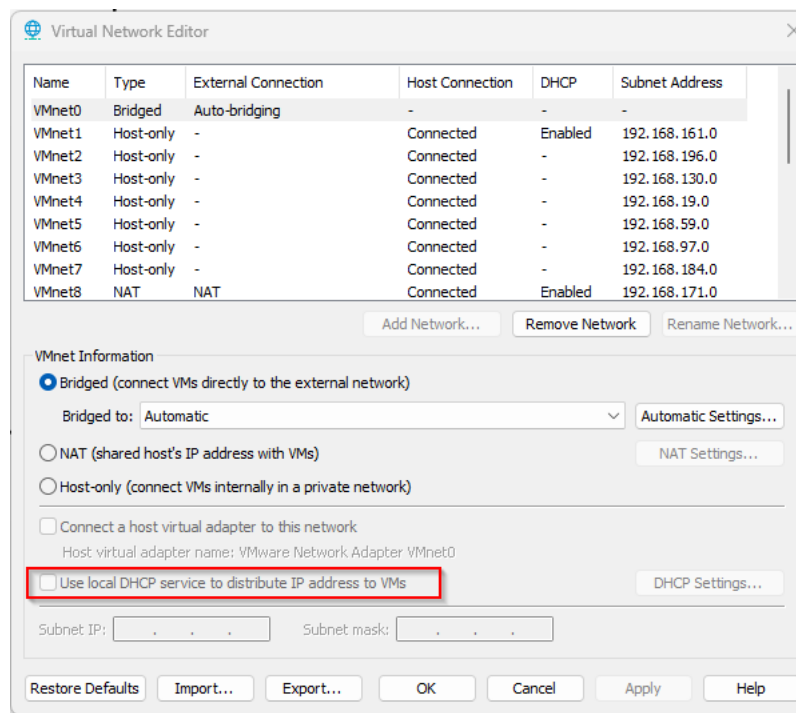 Virtual Network Editor
Name Type External Connection Host Connection DHCP Subnet Address
VMnet0 Bridged Auto-bridging - - -
VMnet1 Host-only - Connected Enabled 192.168.161.0
VMnet2 Host-only - Connected - 192.168.196.0
VMnet3 Host-only - Connected - 192.168.130.0
VMnet4 Host-only - Connected - 192.168.19.0
VMnet5 Host-only - Connected - 192.168.59.0
VMnet6 Host-only - Connected - 192.168.97.0
VMnet7 Host-only - Connected - 192.168.184.0
VMnet8 NAT NAT Connected Enabled 192.168.171.0
Add Network... Remove Network Rename Network...
VMnet Information
Bridged (connect VMs directly to the external network)
Bridged to: Automatic Automatic Settings...
NAT (shared host's IP address with VMs) NAT Settings...
Host-only (connect VMs internally in a private network)
Connect a host virtual adapter to this network
Host virtual adapter name: VMware Network Adapter VMnet0
Use local DHCP service to distribute IP address to VMs DHCP Settings...
Subnet IP: . . . Subnet mask: . . .
Restore Defaults Import... Export... OK Cancel Apply Help